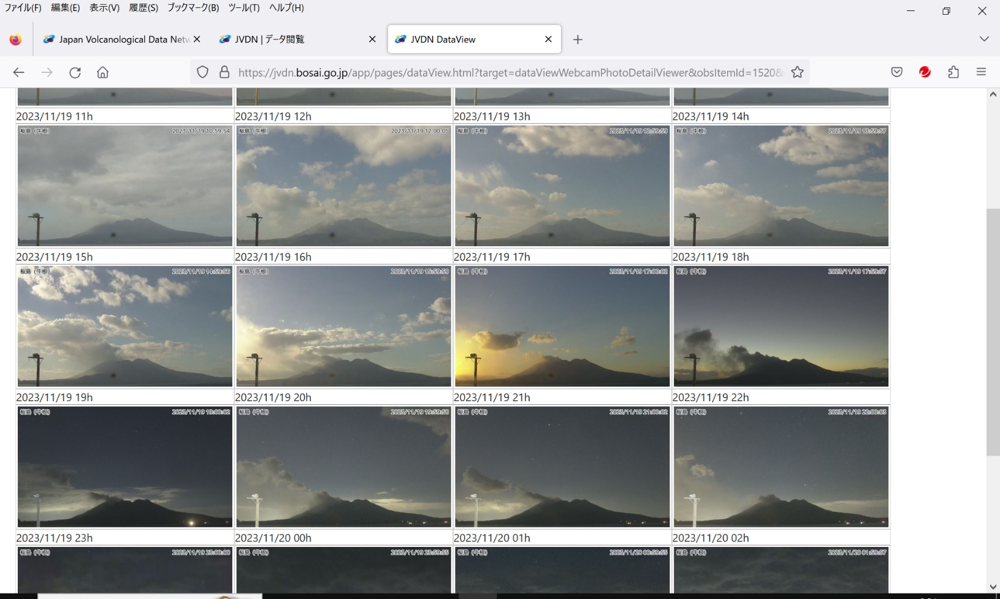 ファイル(F) 編集(E) 表示(V) 履歴(S) ブックマーク(B) ツール(T) ヘルプ(H)
Japan Volcanological Data Netw JVDN | データ閲覧 JVDN DataView
https://jvdn.bosai.go.jp/app/pages/dataView.html?target=dataViewWebcamPhotoDetailViewer&obsItemId=1520&
2023/11/19 11h 2023/11/19 12h 2023/11/19 13h 2023/11/19 14h
桜島 (牛根) 2023/11/19 10:59:54 桜島 (牛根) 2023/11/19 12:00:05 桜島 (牛根) 2023/11/19 12:59:59 桜島 (牛根) 2023/11/19 13:59:57
2023/11/19 15h 2023/11/19 16h 2023/11/19 17h 2023/11/19 18h
桜島 (牛根) 2023/11/19 14:59:56 桜島 (牛根) 2023/11/19 15:59:59 桜島 (牛根) 2023/11/19 17:00:02 桜島 (牛根) 2023/11/19 17:59:57
2023/11/19 19h 2023/11/19 20h 2023/11/19 21h 2023/11/19 22h
桜島 (牛根) 2023/11/19 19:00:02 桜島 (牛根) 2023/11/19 19:59:58 桜島 (牛根) 2023/11/19 21:00:02 桜島 (牛根) 2023/11/19 22:00:03
2023/11/19 23h 2023/11/20 00h 2023/11/20 01h 2023/11/20 02h
桜島 (牛根) 2023/11/19 23:00:00 桜島 (牛根) 2023/11/19 23:59:55 桜島 (牛根) 2023/11/20 00:59:55 桜島 (牛根) 2023/11/20 01:59:57